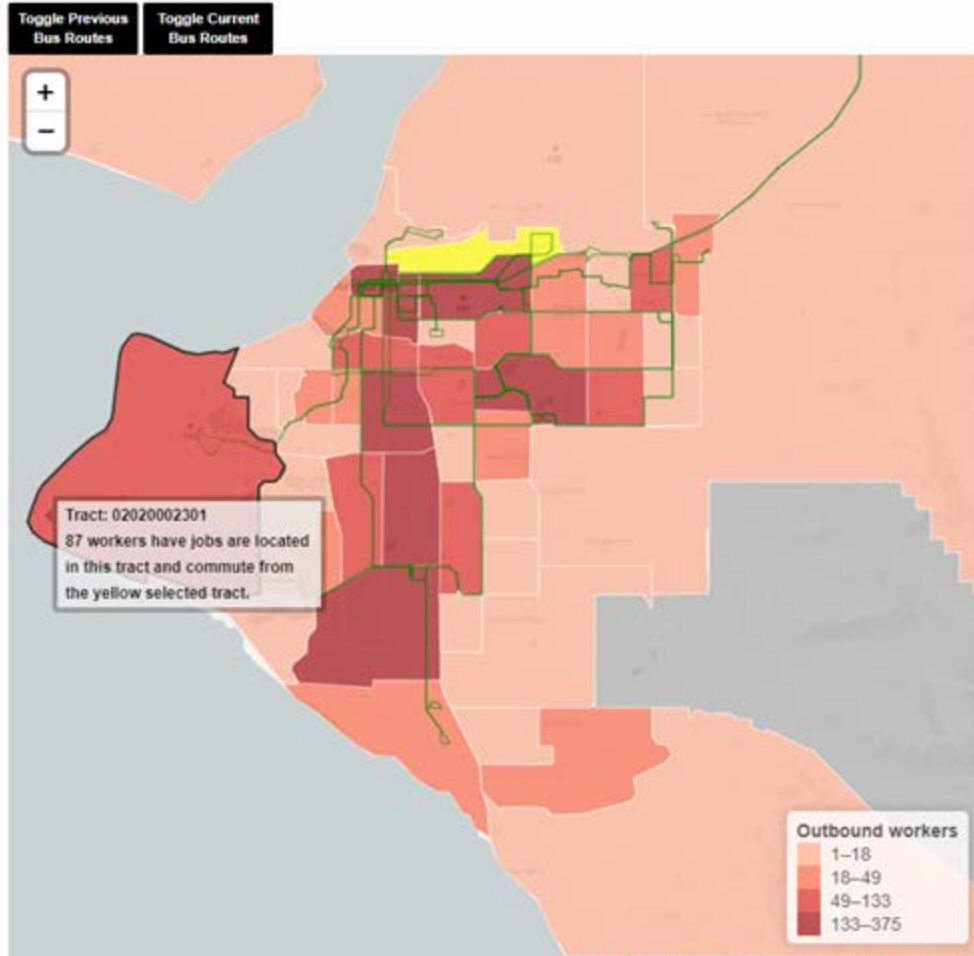 Toggle Previous
Bus Routes
Toggle Current
Bus Routes
+
−
Tract: 02020002301
87 workers have jobs are located
in this tract and commute from
the yellow selected tract.
Outbound workers
1–18
18–49
49–133
133–375